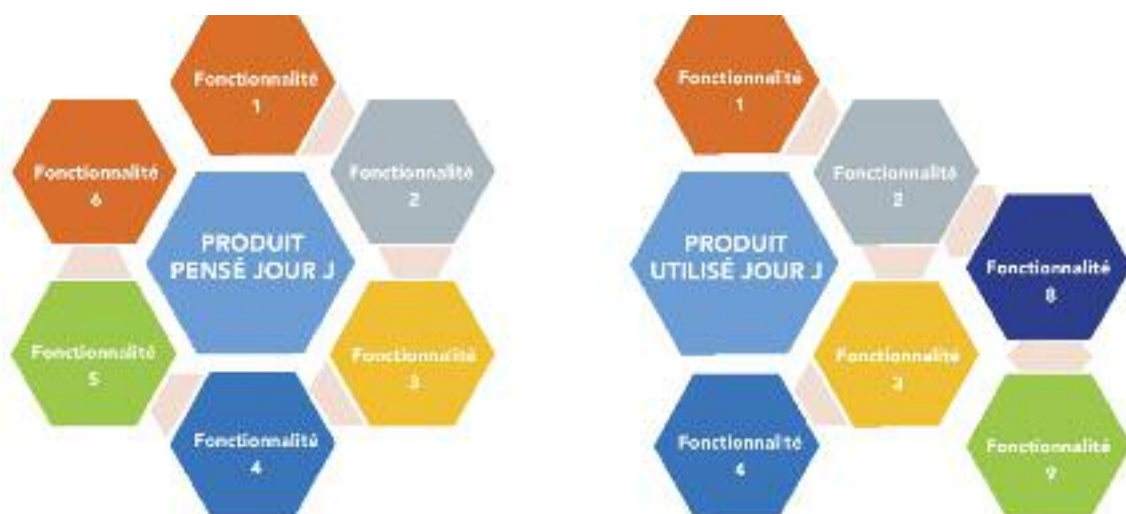 Fonctionnalité
1
Fonctionnalité
6
Fonctionnalité
2
PRODUIT
PENSÉ JOUR J
Fonctionnalité
5
Fonctionnalité
3
Fonctionnalité
4
Fonctionnalité
1
Fonctionnalité
2
PRODUIT
UTILISÉ JOUR J
Fonctionnalité
8
Fonctionnalité
3
Fonctionnalité
4
Fonctionnalité
9